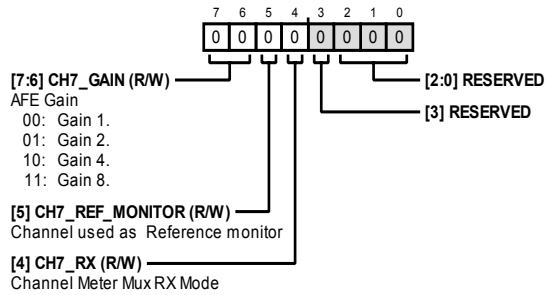 7 6 5 4 3 2 1 0
0 0 0 0 0 0 0 0
[7:6] CH7_GAIN (R/W)
AFE Gain
00: Gain 1.
01: Gain 2.
10: Gain 4.
11: Gain 8.
[5] CH7_REF_MONITOR (R/W)
Channel used as Reference monitor
[4] CH7_RX (R/W)
Channel Meter Mux RX Mode
[2:0] RESERVED
[3] RESERVED